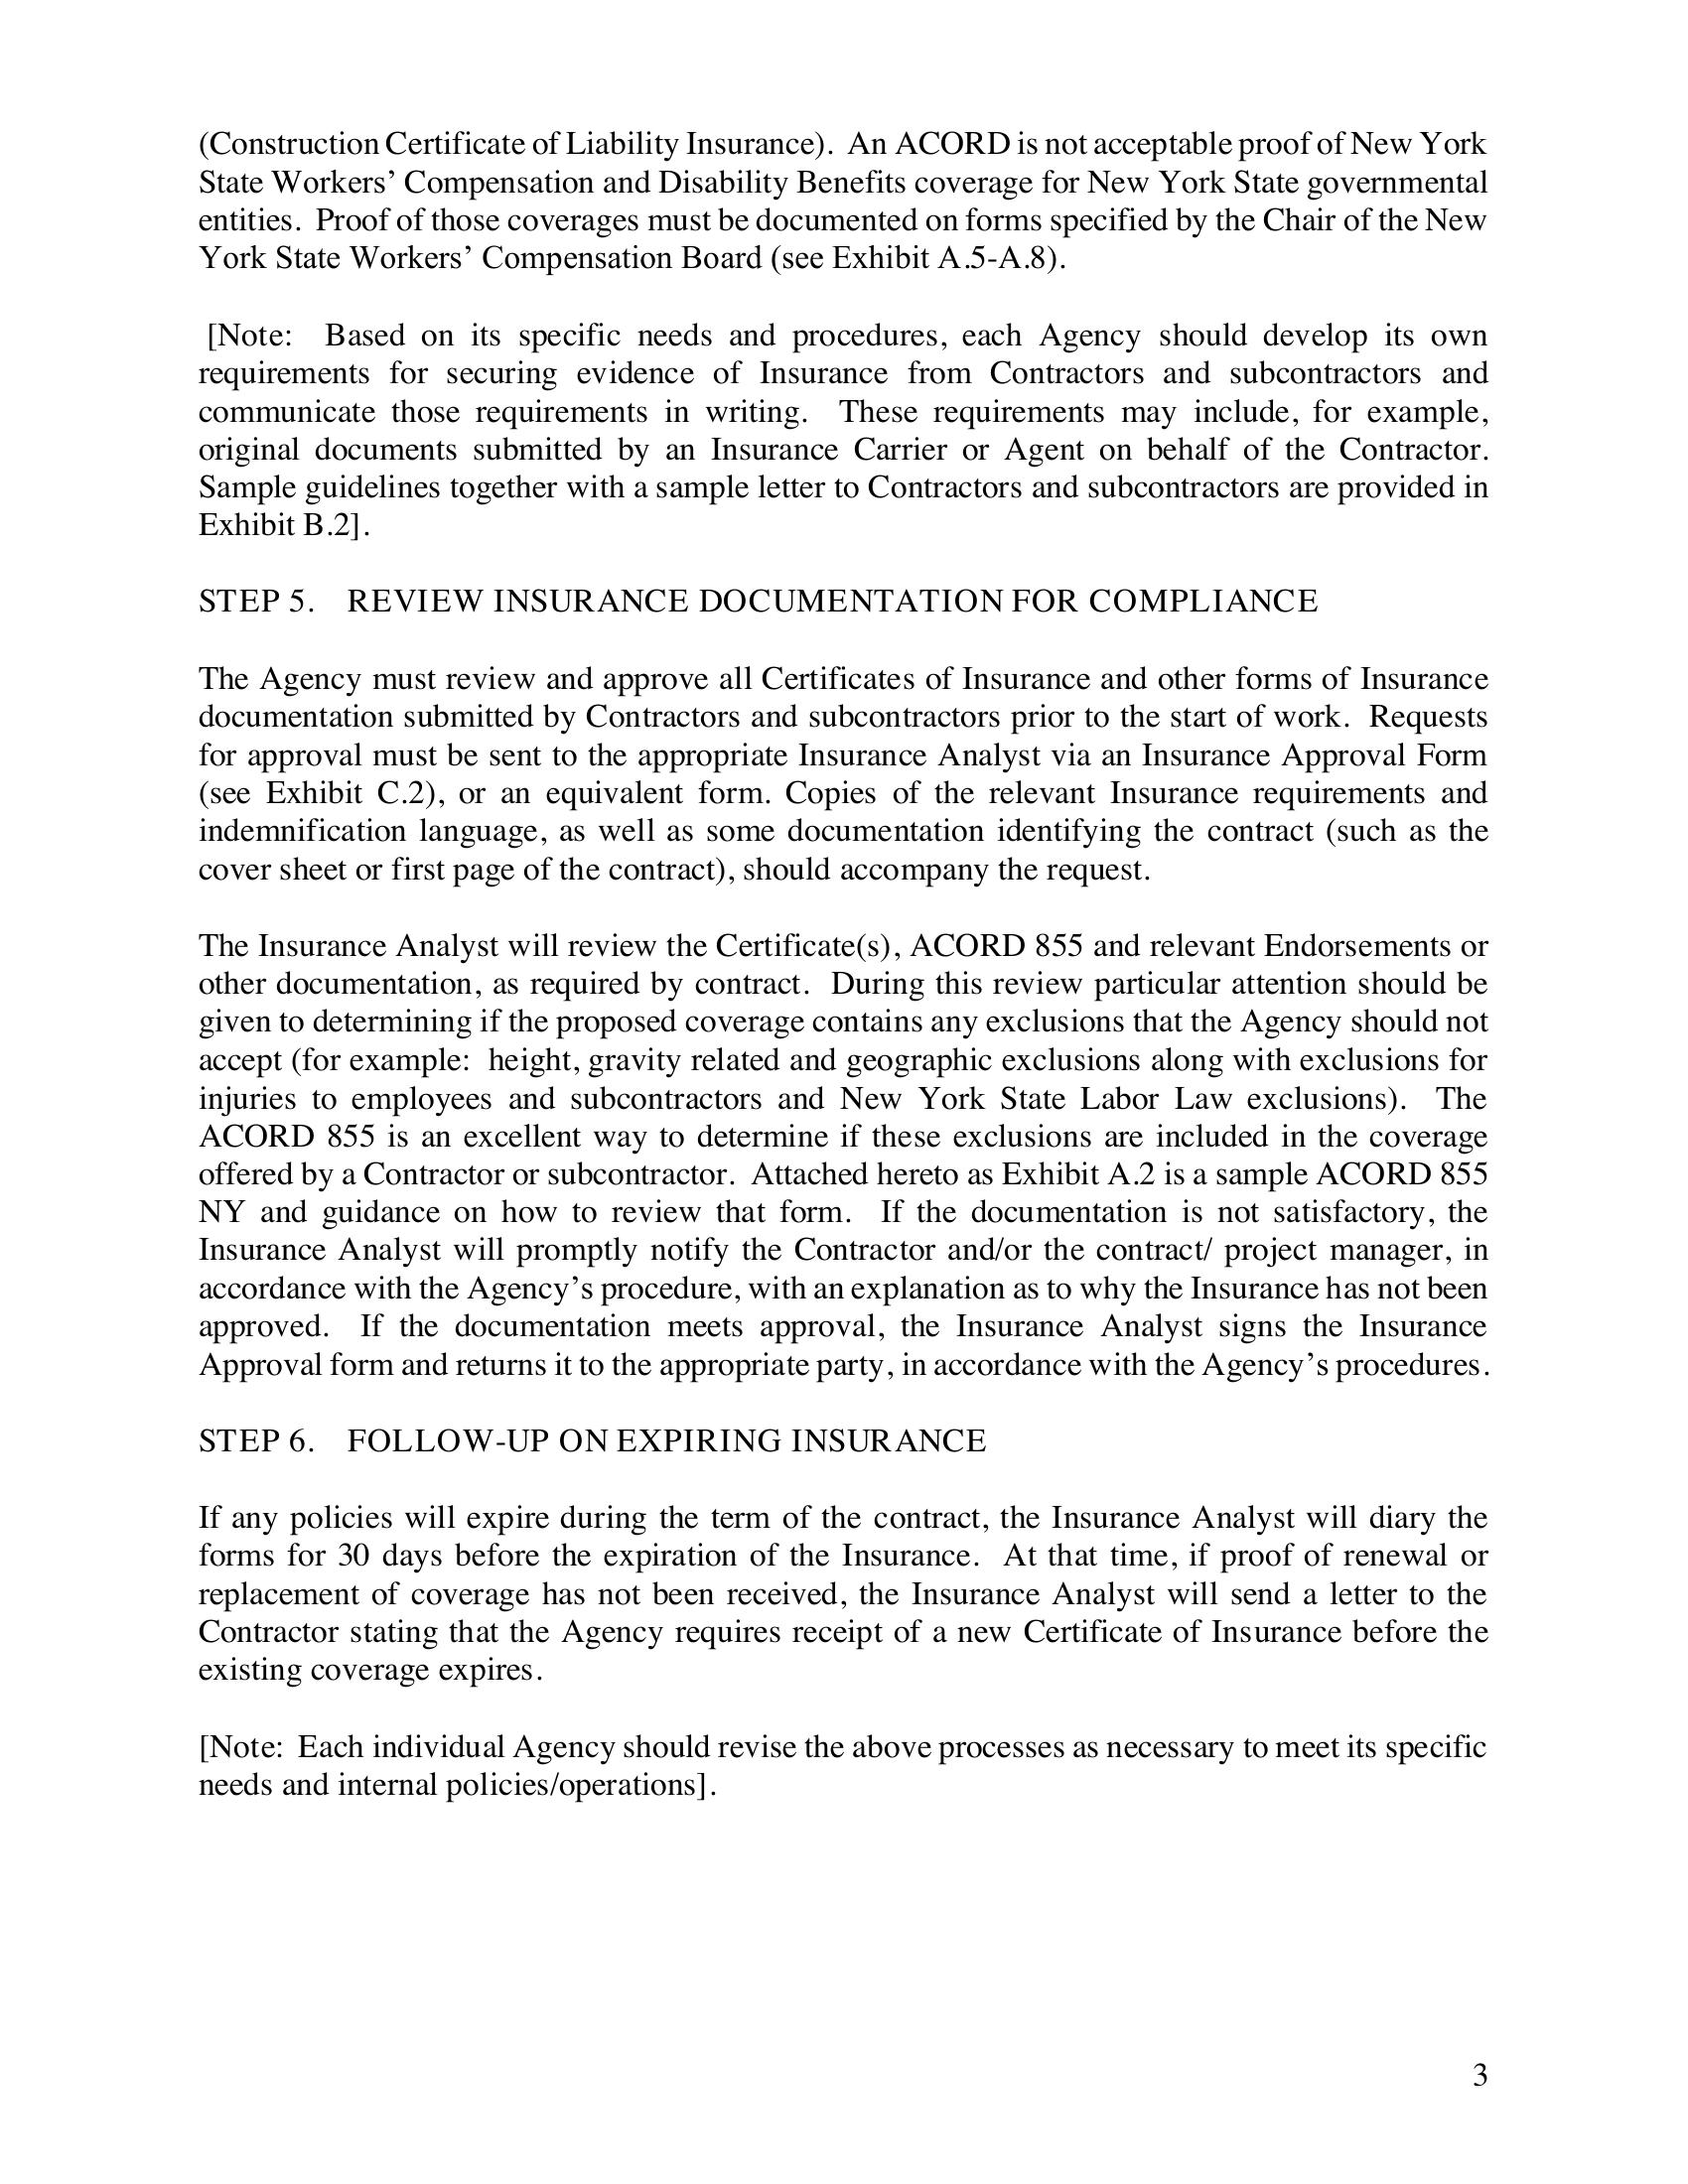 (Construction Certificate of Liability Insurance).  An ACORD is not acceptable proof of New York
State Workers’ Compensation and Disability Benefits coverage for New York State governmental
entities.  Proof of those coverages must be documented on forms specified by the Chair of the New
York State Workers’ Compensation Board (see Exhibit A.5-A.8).
[Note:  Based on its specific needs and procedures, each Agency should develop its own
requirements for securing evidence of Insurance from Contractors and subcontractors and
communicate those requirements in writing.  These requirements may include, for example,
original documents submitted by an Insurance Carrier or Agent on behalf of the Contractor.
Sample guidelines together with a sample letter to Contractors and subcontractors are provided in
Exhibit B.2].
STEP 5.   REVIEW INSURANCE DOCUMENTATION FOR COMPLIANCE
The Agency must review and approve all Certificates of Insurance and other forms of Insurance
documentation submitted by Contractors and subcontractors prior to the start of work.  Requests
for approval must be sent to the appropriate Insurance Analyst via an Insurance Approval Form
(see Exhibit C.2), or an equivalent form. Copies of the relevant Insurance requirements and
indemnification language, as well as some documentation identifying the contract (such as the
cover sheet or first page of the contract), should accompany the request.
The Insurance Analyst will review the Certificate(s), ACORD 855 and relevant Endorsements or
other documentation, as required by contract.  During this review particular attention should be
given to determining if the proposed coverage contains any exclusions that the Agency should not
accept (for example:  height, gravity related and geographic exclusions along with exclusions for
injuries to employees and subcontractors and New York State Labor Law exclusions).  The
ACORD 855 is an excellent way to determine if these exclusions are included in the coverage
offered by a Contractor or subcontractor.  Attached hereto as Exhibit A.2 is a sample ACORD 855
NY and guidance on how to review that form.  If the documentation is not satisfactory, the
Insurance Analyst will promptly notify the Contractor and/or the contract/ project manager, in
accordance with the Agency’s procedure, with an explanation as to why the Insurance has not been
approved.  If the documentation meets approval, the Insurance Analyst signs the Insurance
Approval form and returns it to the appropriate party, in accordance with the Agency’s procedures.
STEP 6.   FOLLOW-UP ON EXPIRING INSURANCE
If any policies will expire during the term of the contract, the Insurance Analyst will diary the
forms for 30 days before the expiration of the Insurance.  At that time, if proof of renewal or
replacement of coverage has not been received, the Insurance Analyst will send a letter to the
Contractor stating that the Agency requires receipt of a new Certificate of Insurance before the
existing coverage expires.
[Note:  Each individual Agency should revise the above processes as necessary to meet its specific
needs and internal policies/operations].
3